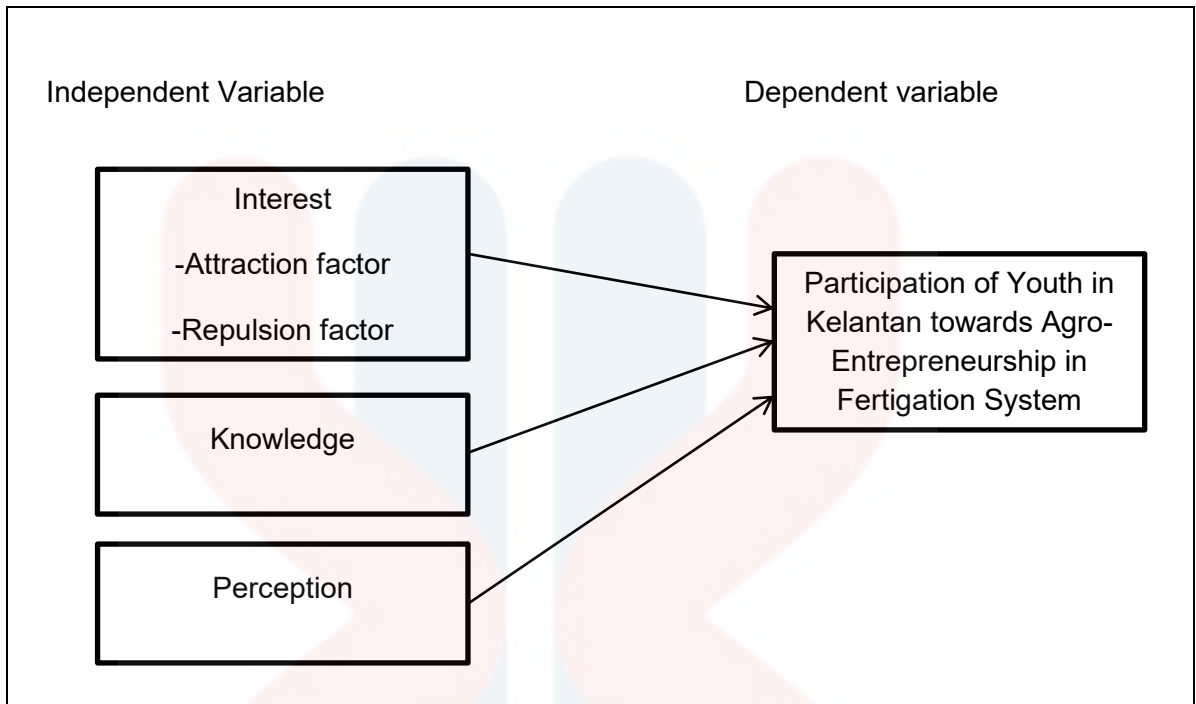 Independent Variable
Dependent variable
Interest
-Attraction factor
-Repulsion factor
Knowledge
Perception
Participation of Youth in
Kelantan towards Agro-
Entrepreneurship in
Fertigation System